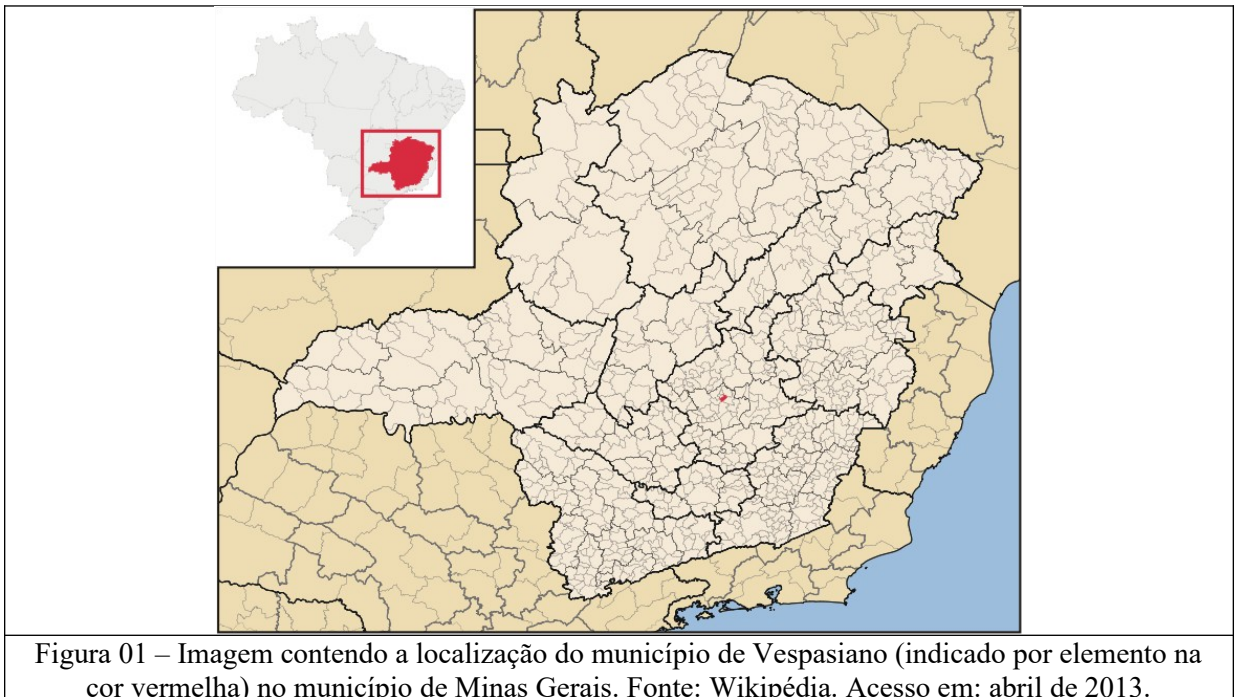 Figura 01 – Imagem contendo a localização do município de Vespasiano (indicado por elemento na
cor vermelha) no município de Minas Gerais. Fonte: Wikipédia. Acesso em: abril de 2013.